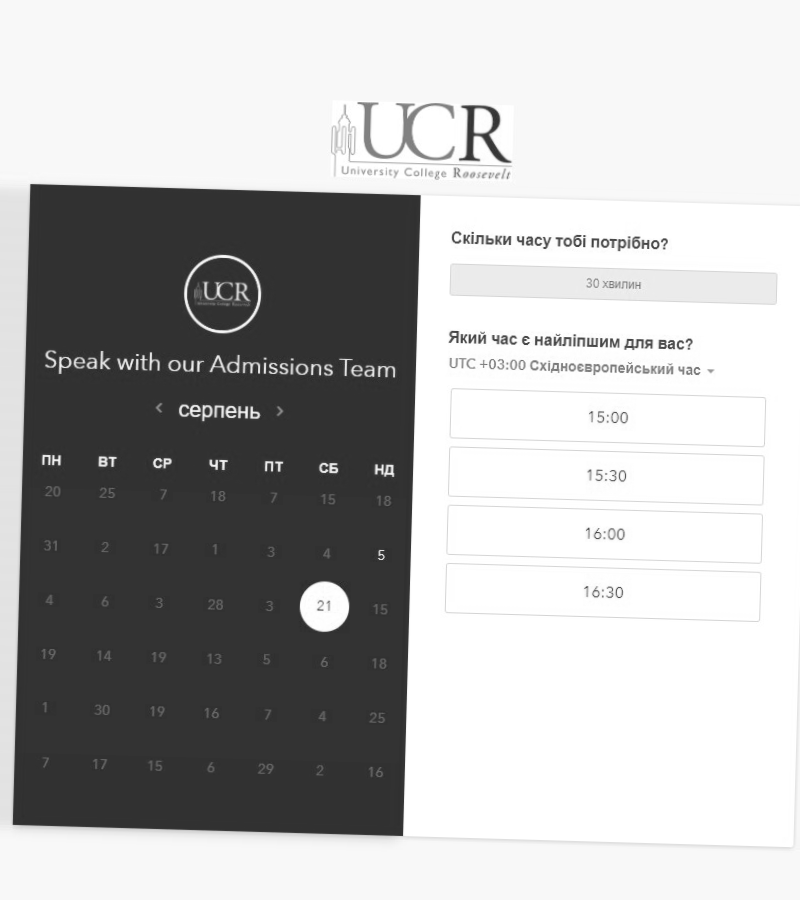 UCR
University College Roosevelt
UCR
University College Roosevelt
Speak with our Admissions Team
серпень
ПН ВТ СР ЧТ ПТ СБ НД
20 25 7 18 7 15 18
31 2 17 1 3 4 5
4 6 3 28 3 21 15
19 14 19 13 5 6 18
1 30 19 16 7 4 25
7 17 15 6 29 2 16
Скільки часу тобі потрібно?
30 хвилин
Який час є найліпшим для вас?
UTC +03:00 Східноєвропейський час
15:00
15:30
16:00
16:30